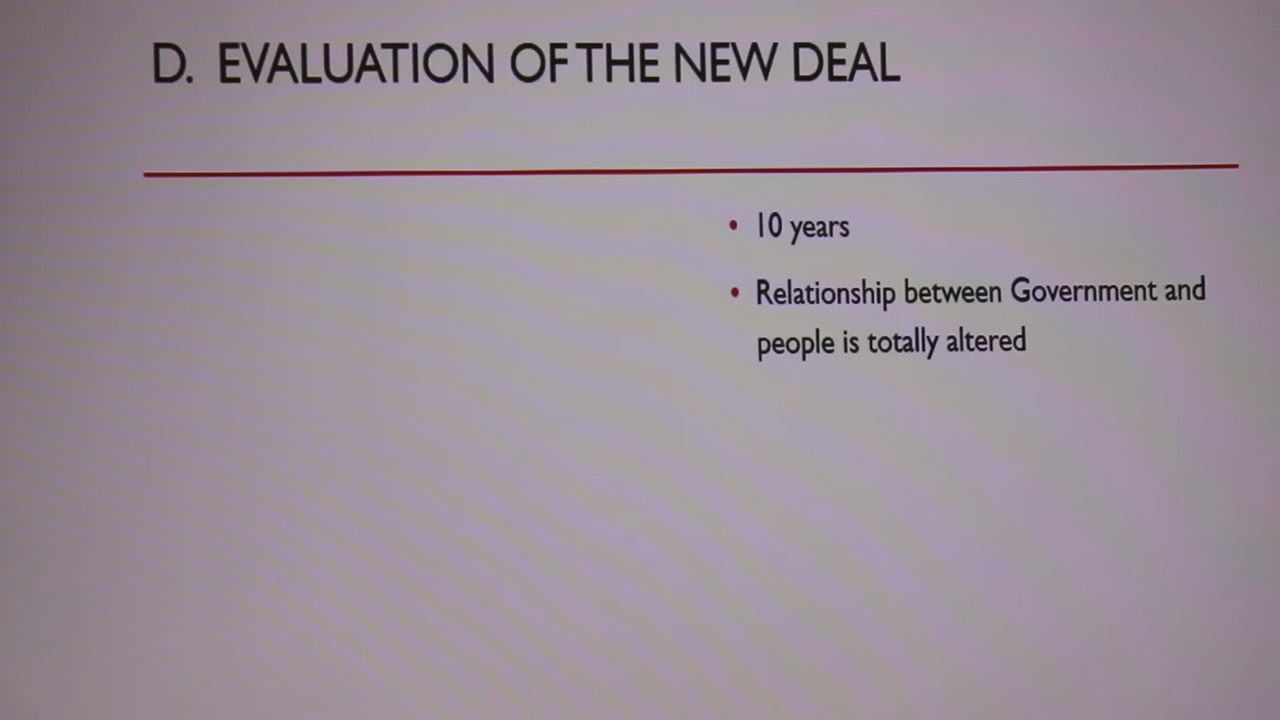 D. EVALUATION OF THE NEW DEAL
• 10 years
• Relationship between Government and
people is totally altered